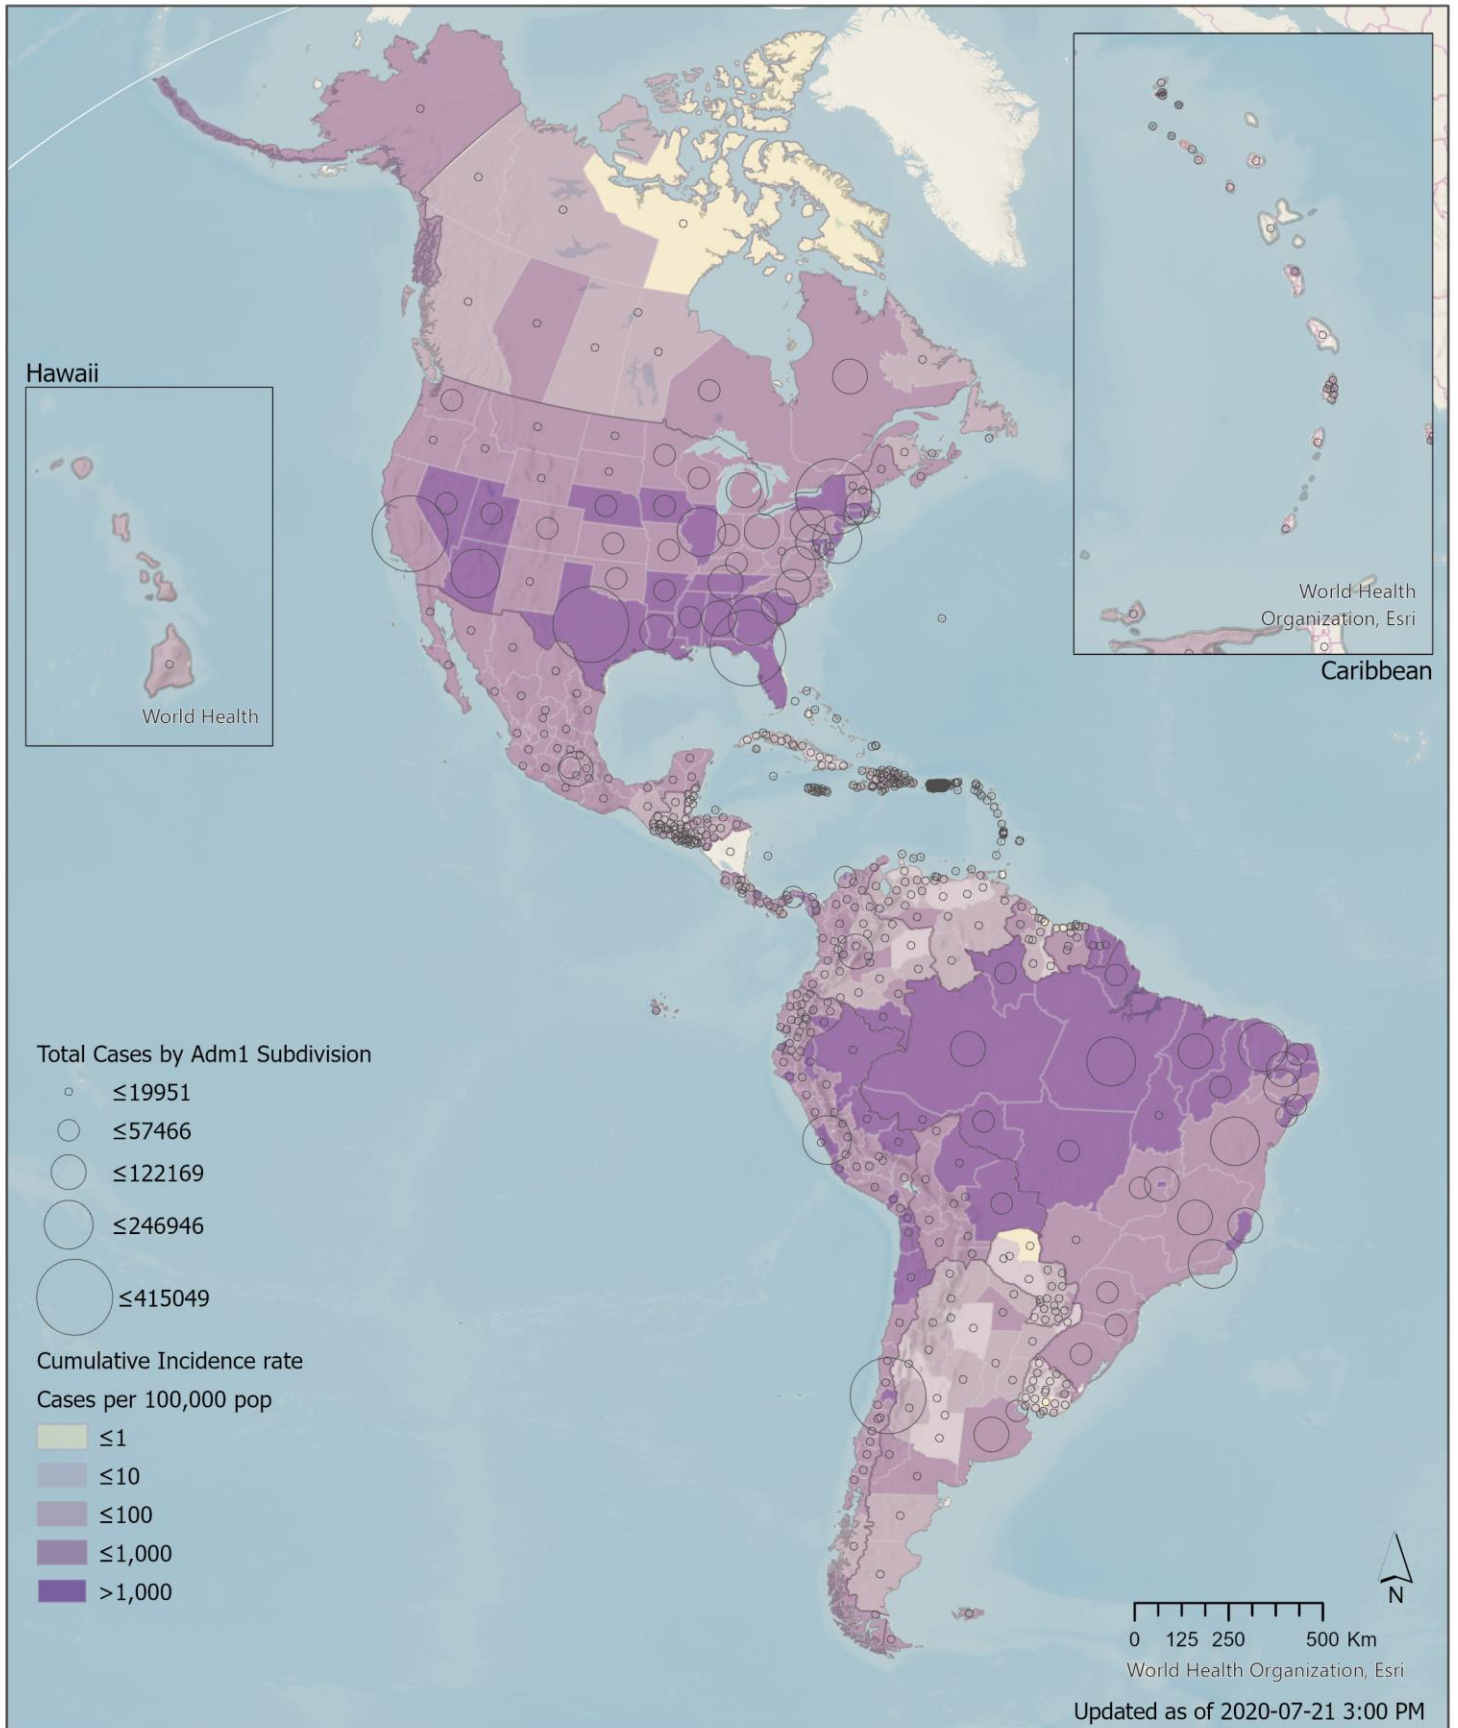 Hawaii
World Health
World Health
Organization, Esri
Caribbean
Total Cases by Adm1 Subdivision
≤19951
≤57466
≤122169
≤246946
≤415049
Cumulative Incidence rate
Cases per 100,000 pop
≤1
≤10
≤100
≤1,000
>1,000
N
0 125 250 500 Km
World Health Organization, Esri
Updated as of 2020-07-21 3:00 PM